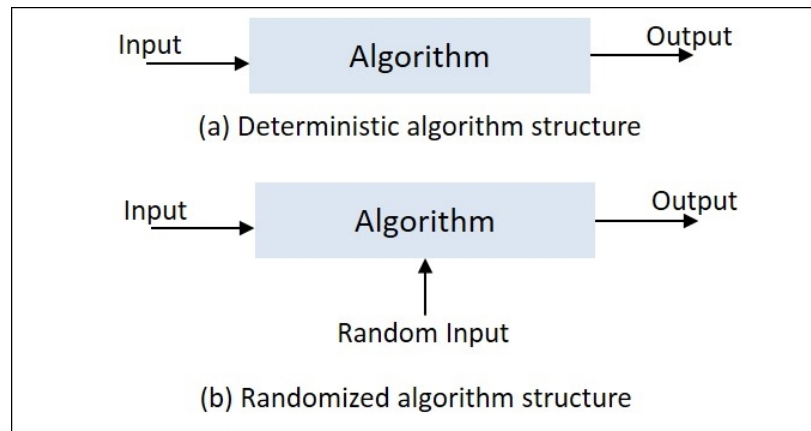 Input
Algorithm
Output
(a) Deterministic algorithm structure
Input
Algorithm
Output
Random Input
(b) Randomized algorithm structure